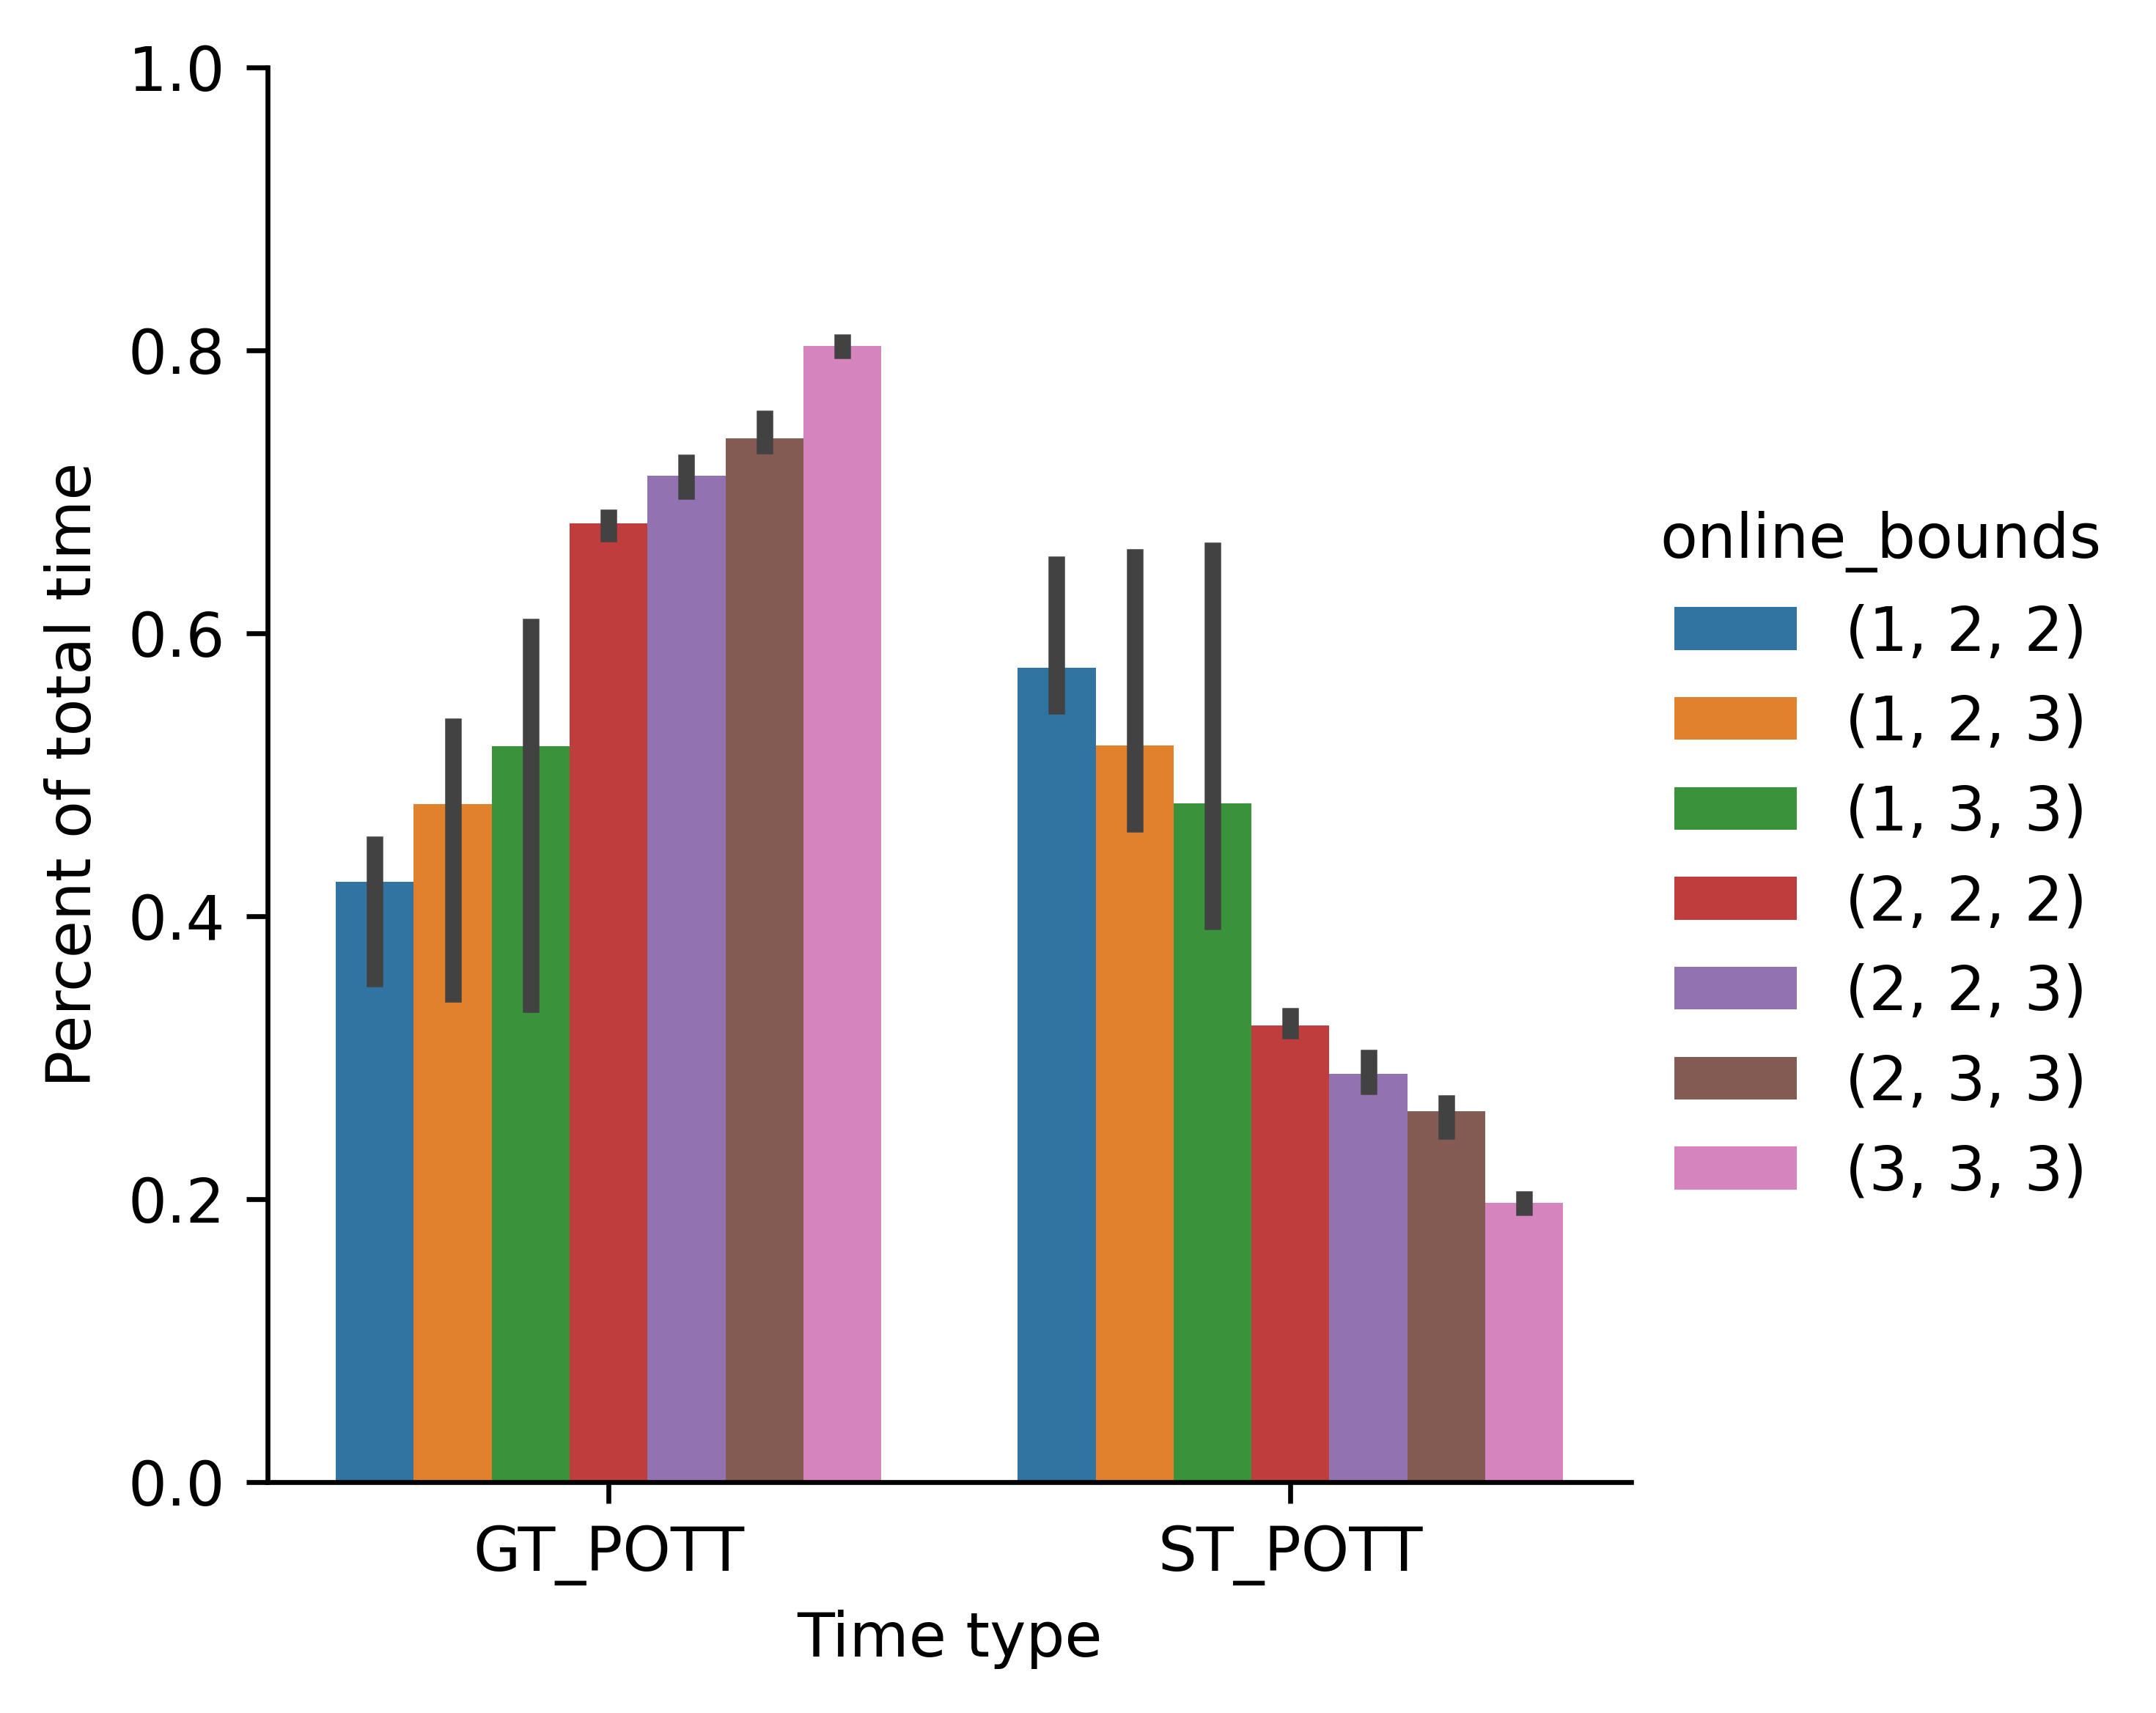 1.0
0.8
0.6
0.4
0.2
0.0
Percent of total time
GT_POTT
ST_POTT
Time type
online_bounds
(1, 2, 2)
(1, 2, 3)
(1, 3, 3)
(2, 2, 2)
(2, 2, 3)
(2, 3, 3)
(3, 3, 3)